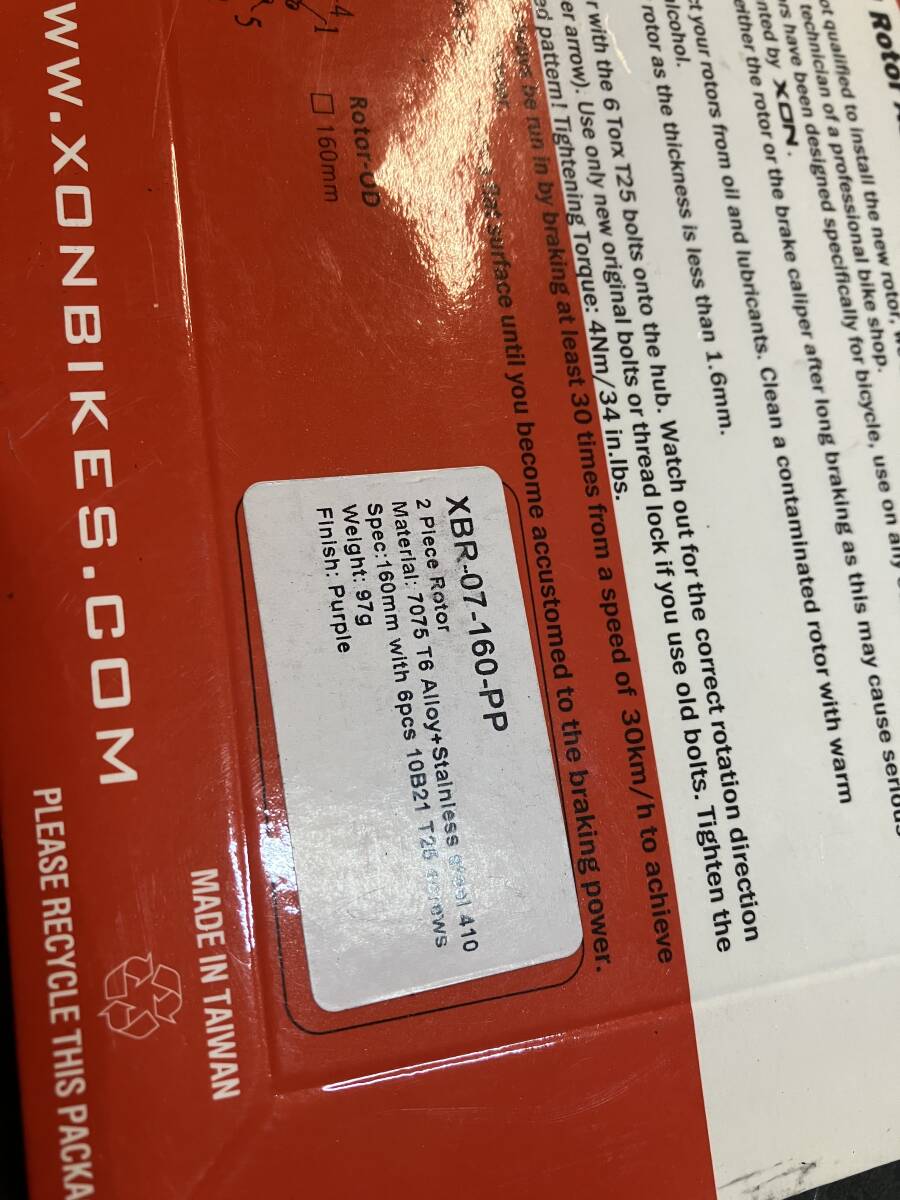 Rotor
ot qualified to install the new rotor,
technician of a professional bike shop.
rs have been designed specifically for bicycle, use on any
nted by XON.
either the rotor or the brake caliper after long braking as this may cause serious
ct your rotors from oil and lubricants. Clean a contaminated rotor with warm
lcohol.
rotor as the thickness is less than 1.6mm.
r with the 6 Torx T25 bolts onto the hub. Watch out for the correct rotation direction
er arrow). Use only new original bolts or thread lock if you use old bolts. Tighten the
ed pattern! Tightening Torque: 4Nm/34 in.lbs.
be run in by braking at least 30 times from a speed of 30km/h to achieve
flat surface until you become accustomed to the braking power.
Rotor-OD
□ 160mm
XBR-07-160-PP
2 Piece Rotor
Material: 7075 T6 Alloy+Stainless steel 410
Spec:160mm with 6pcs 10B21 T25 screws
Weight: 97g
Finish: Purple
MADE IN TAIWAN
WW.XONBIKES.COM
PLEASE RECYCLE THIS PACKA